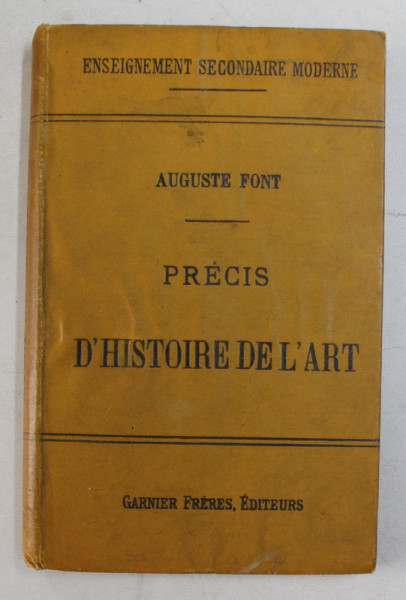 ENSEIGNEMENT SECONDAIRE MODERNE
AUGUSTE FONT
PRÉCIS
D'HISTOIRE DE L'ART
GARNIER FRÈRES, ÉDITEURS